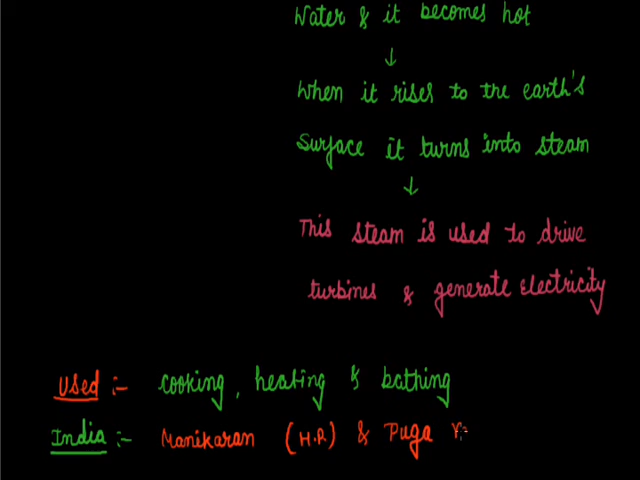 Water & it becomes hot
↓
When it rises to the earth's
Surface it turns into steam
↓
This steam is used to drive
turbines & generate Electricity
Used :- cooking, heating & bathing
India :- Manikaran (H.P) & Puga